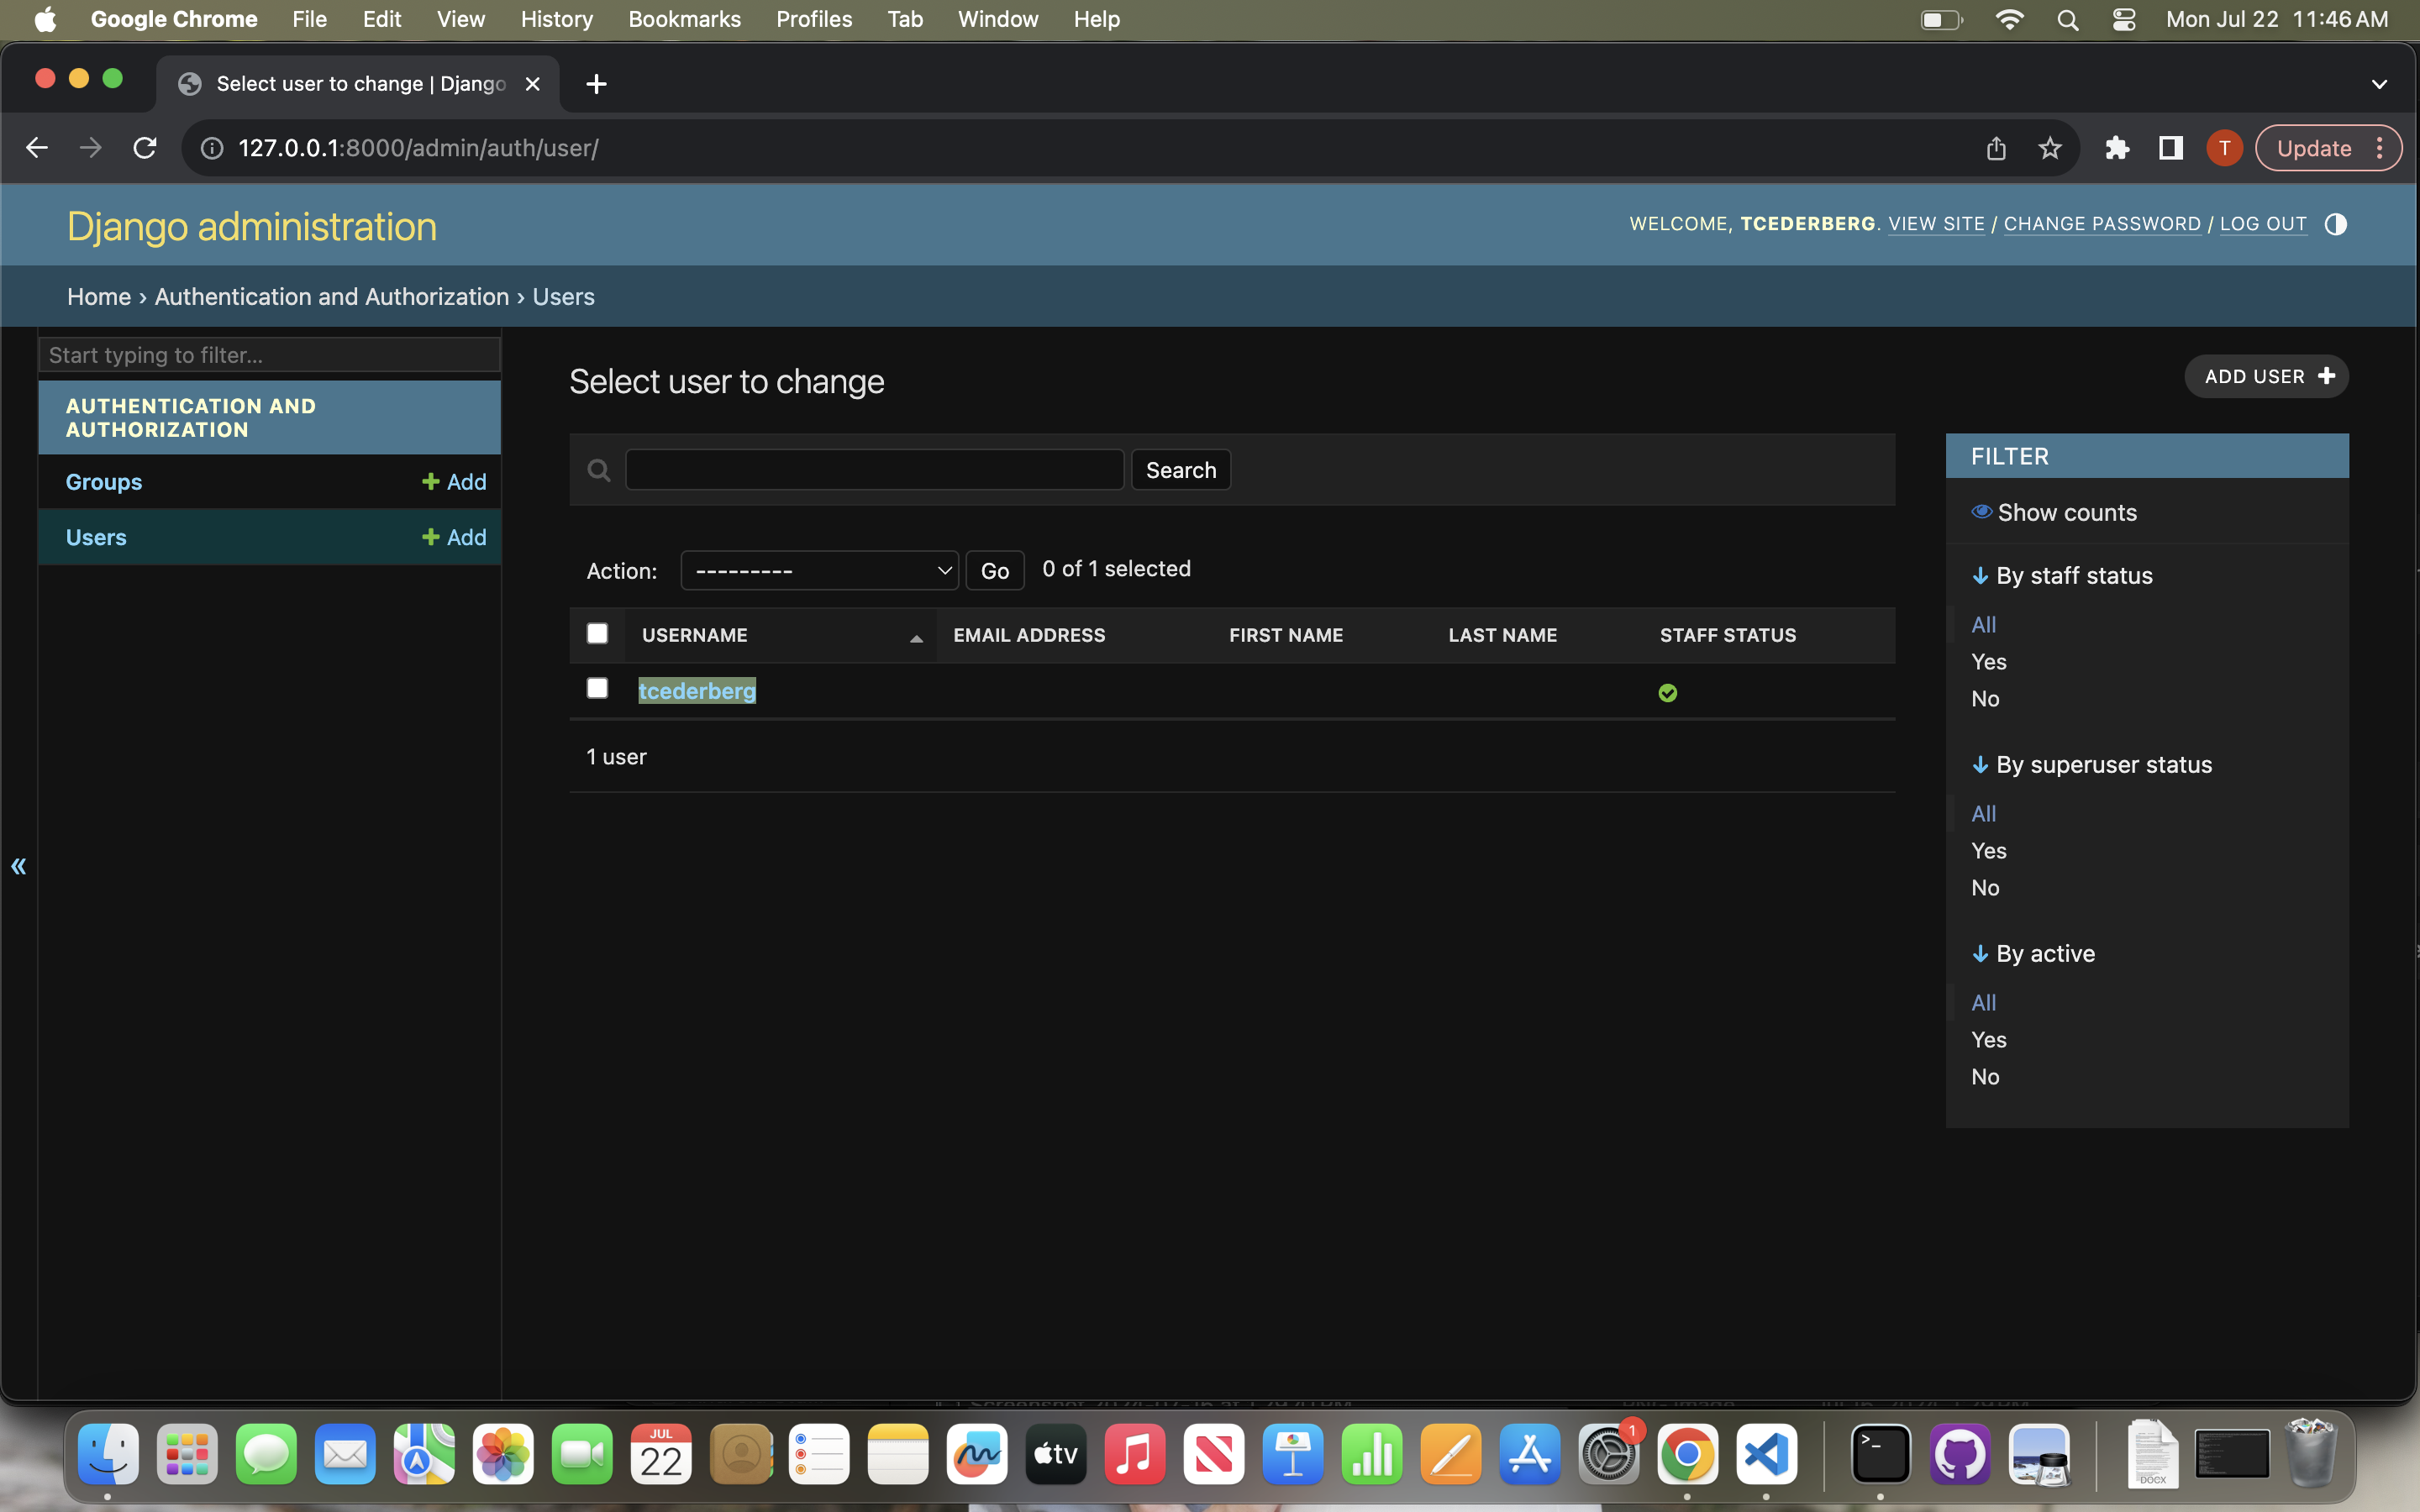 Google Chrome File Edit View History Bookmarks Profiles Tab Window Help Mon Jul 22 11:46 AM
Select user to change | Django
127.0.0.1:8000/admin/auth/user/
T
Update
Django administration
WELCOME, TCEDERBERG. VIEW SITE / CHANGE PASSWORD / LOG OUT
Home › Authentication and Authorization › Users
Start typing to filter...
AUTHENTICATION AND
AUTHORIZATION
Groups + Add
Users + Add
«
Select user to change
ADD USER +
Search
Action: --------- Go 0 of 1 selected
USERNAME EMAIL ADDRESS FIRST NAME LAST NAME STAFF STATUS
tcederberg
1 user
FILTER
Show counts
↓ By staff status
All
Yes
No
↓ By superuser status
All
Yes
No
↓ By active
All
Yes
No
JUL
22
tv
1
>_
DOCX